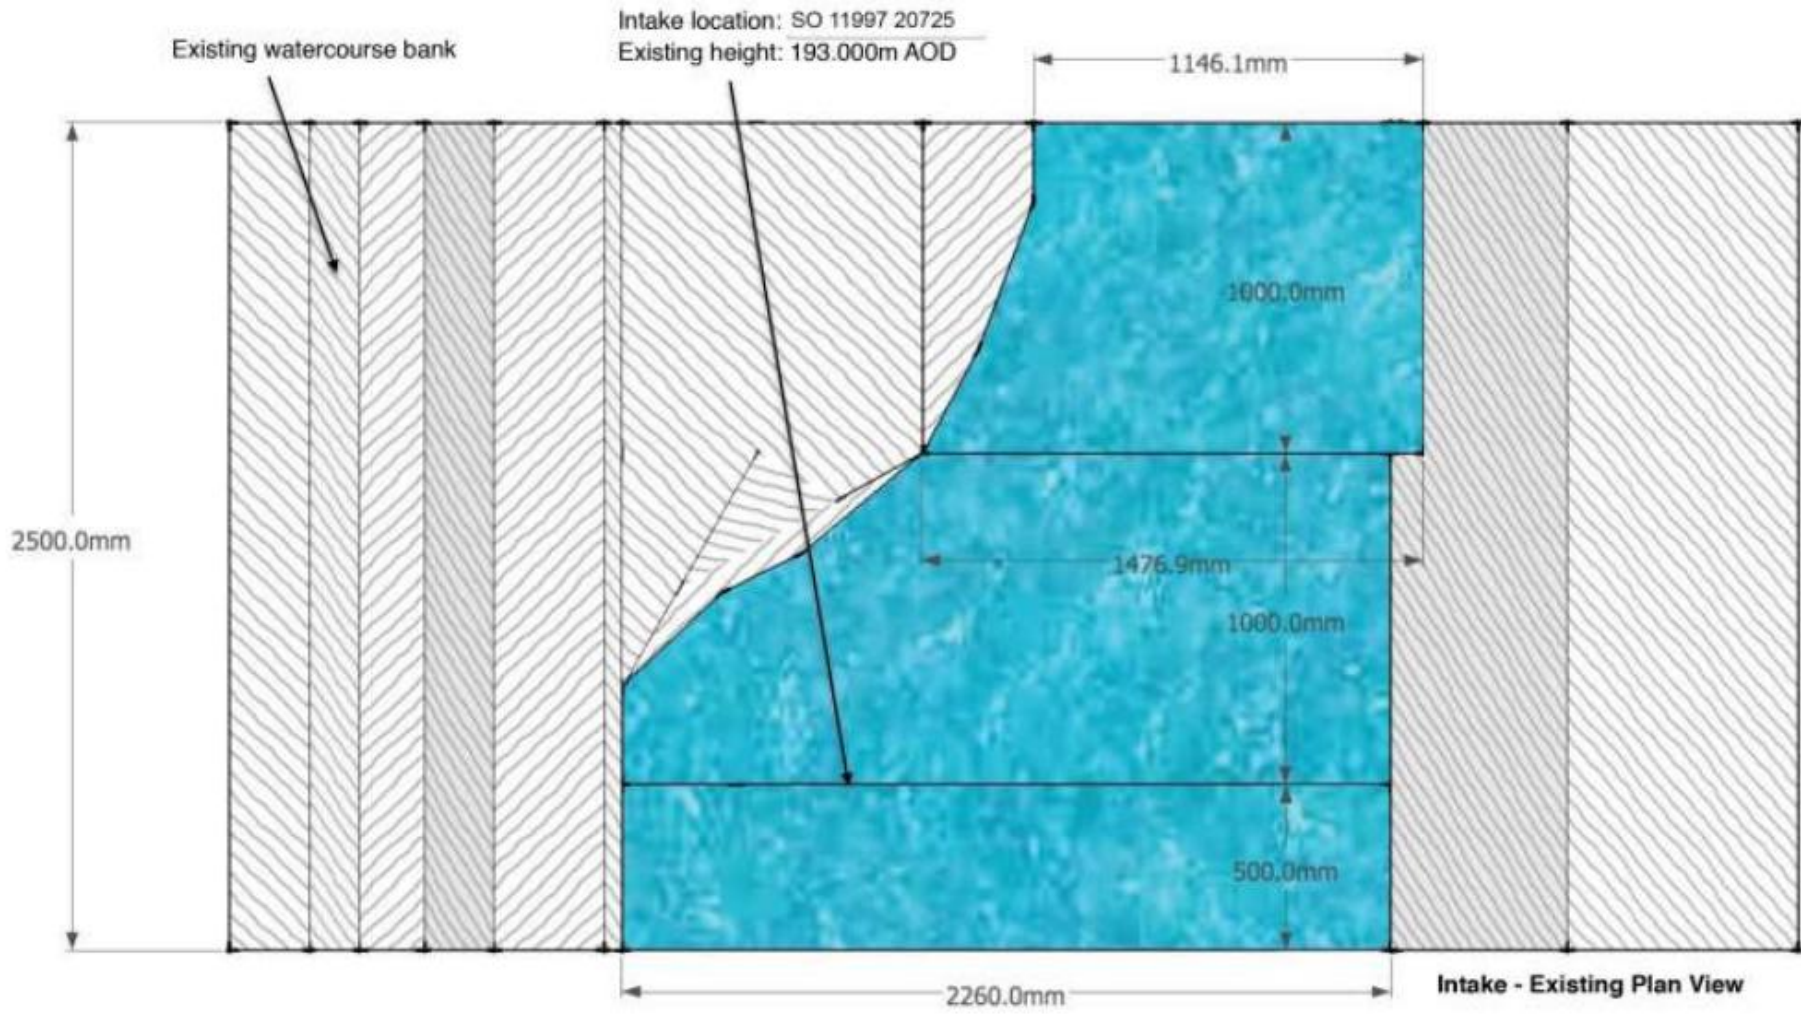 Intake location: SO 11997 20725
Existing height: 193.000m AOD
Existing watercourse bank
1146.1mm
1000.0mm
2500.0mm
1476.9mm
1000.0mm
500.0mm
2260.0mm
Intake - Existing Plan View